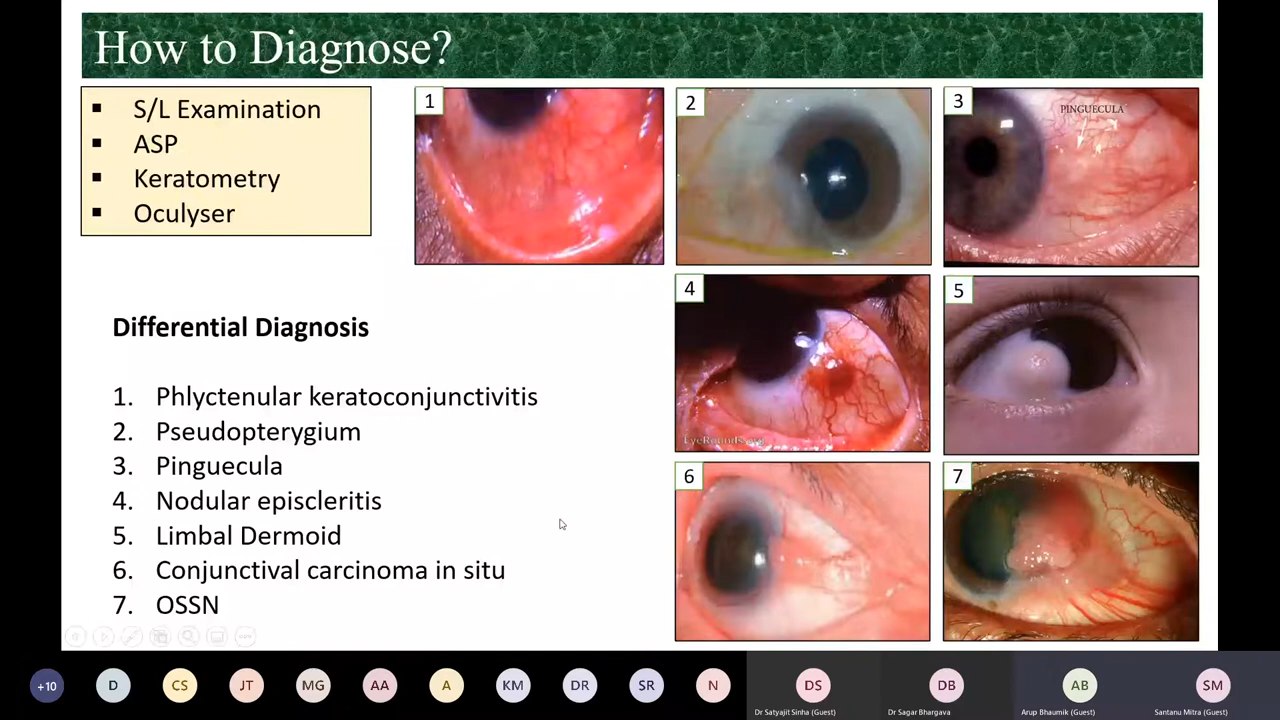 How to Diagnose?
▪ S/L Examination
▪ ASP
▪ Keratometry
▪ Oculyser
1
2
3
PINGUECULA
4
EyeRounds.org
5
6
7
Differential Diagnosis
1. Phlyctenular keratoconjunctivitis
2. Pseudopterygium
3. Pinguecula
4. Nodular episcleritis
5. Limbal Dermoid
6. Conjunctival carcinoma in situ
7. OSSN
+10 D CS JT MG AA A KM DR SR N DS DB AB SM
Dr Satyajit Sinha (Guest) Dr Sagar Bhargava Arup Bhaumik (Guest) Santanu Mitra (Guest)